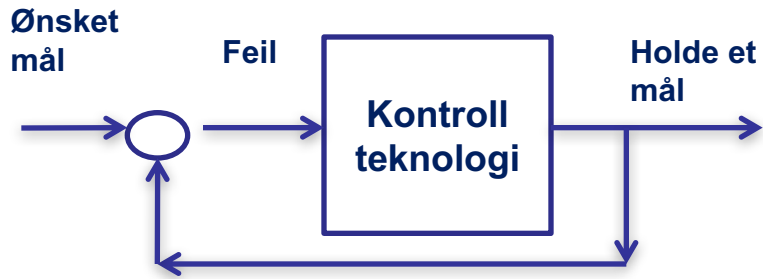 Ønsket
mål
Feil
Kontroll
teknologi
Holde et
mål